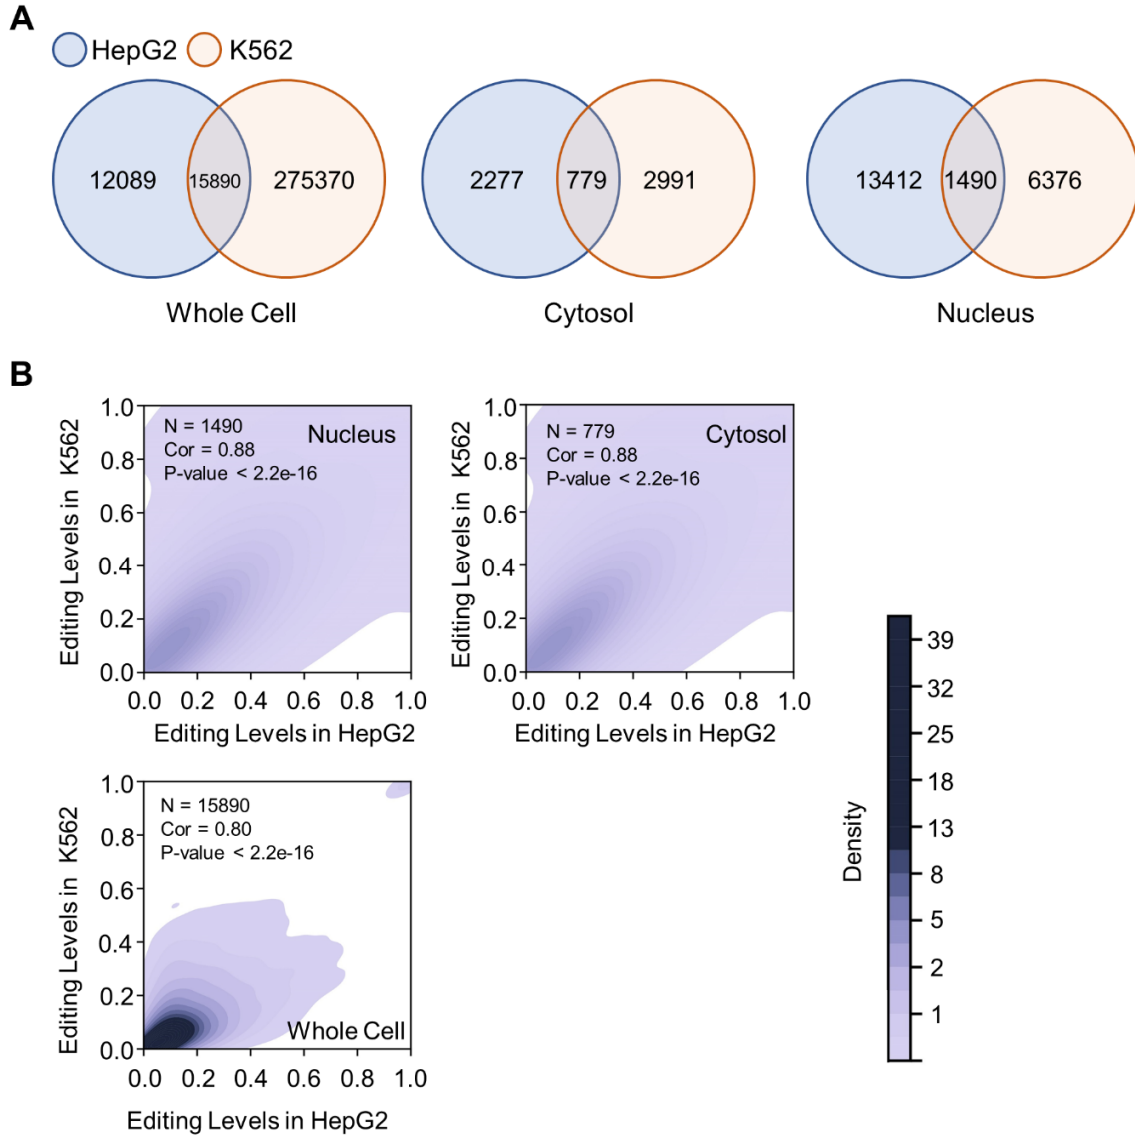 A
HepG2 K562
12089 15890 275370
2277 779 2991
13412 1490 6376
Whole Cell
Cytosol
Nucleus
B
1.0
0.8
0.6
0.4
0.2
0.0
Editing Levels in K562
N = 1490
Cor = 0.88
P-value < 2.2e-16
Nucleus
0.0 0.2 0.4 0.6 0.8 1.0
Editing Levels in HepG2
1.0
0.8
0.6
0.4
0.2
0.0
Editing Levels in K562
N = 779
Cor = 0.88
P-value < 2.2e-16
Cytosol
0.0 0.2 0.4 0.6 0.8 1.0
Editing Levels in HepG2
1.0
0.8
0.6
0.4
0.2
0.0
Editing Levels in K562
N = 15890
Cor = 0.80
P-value < 2.2e-16
Whole Cell
0.0 0.2 0.4 0.6 0.8 1.0
Editing Levels in HepG2
Density
39
32
25
18
13
8
5
2
1